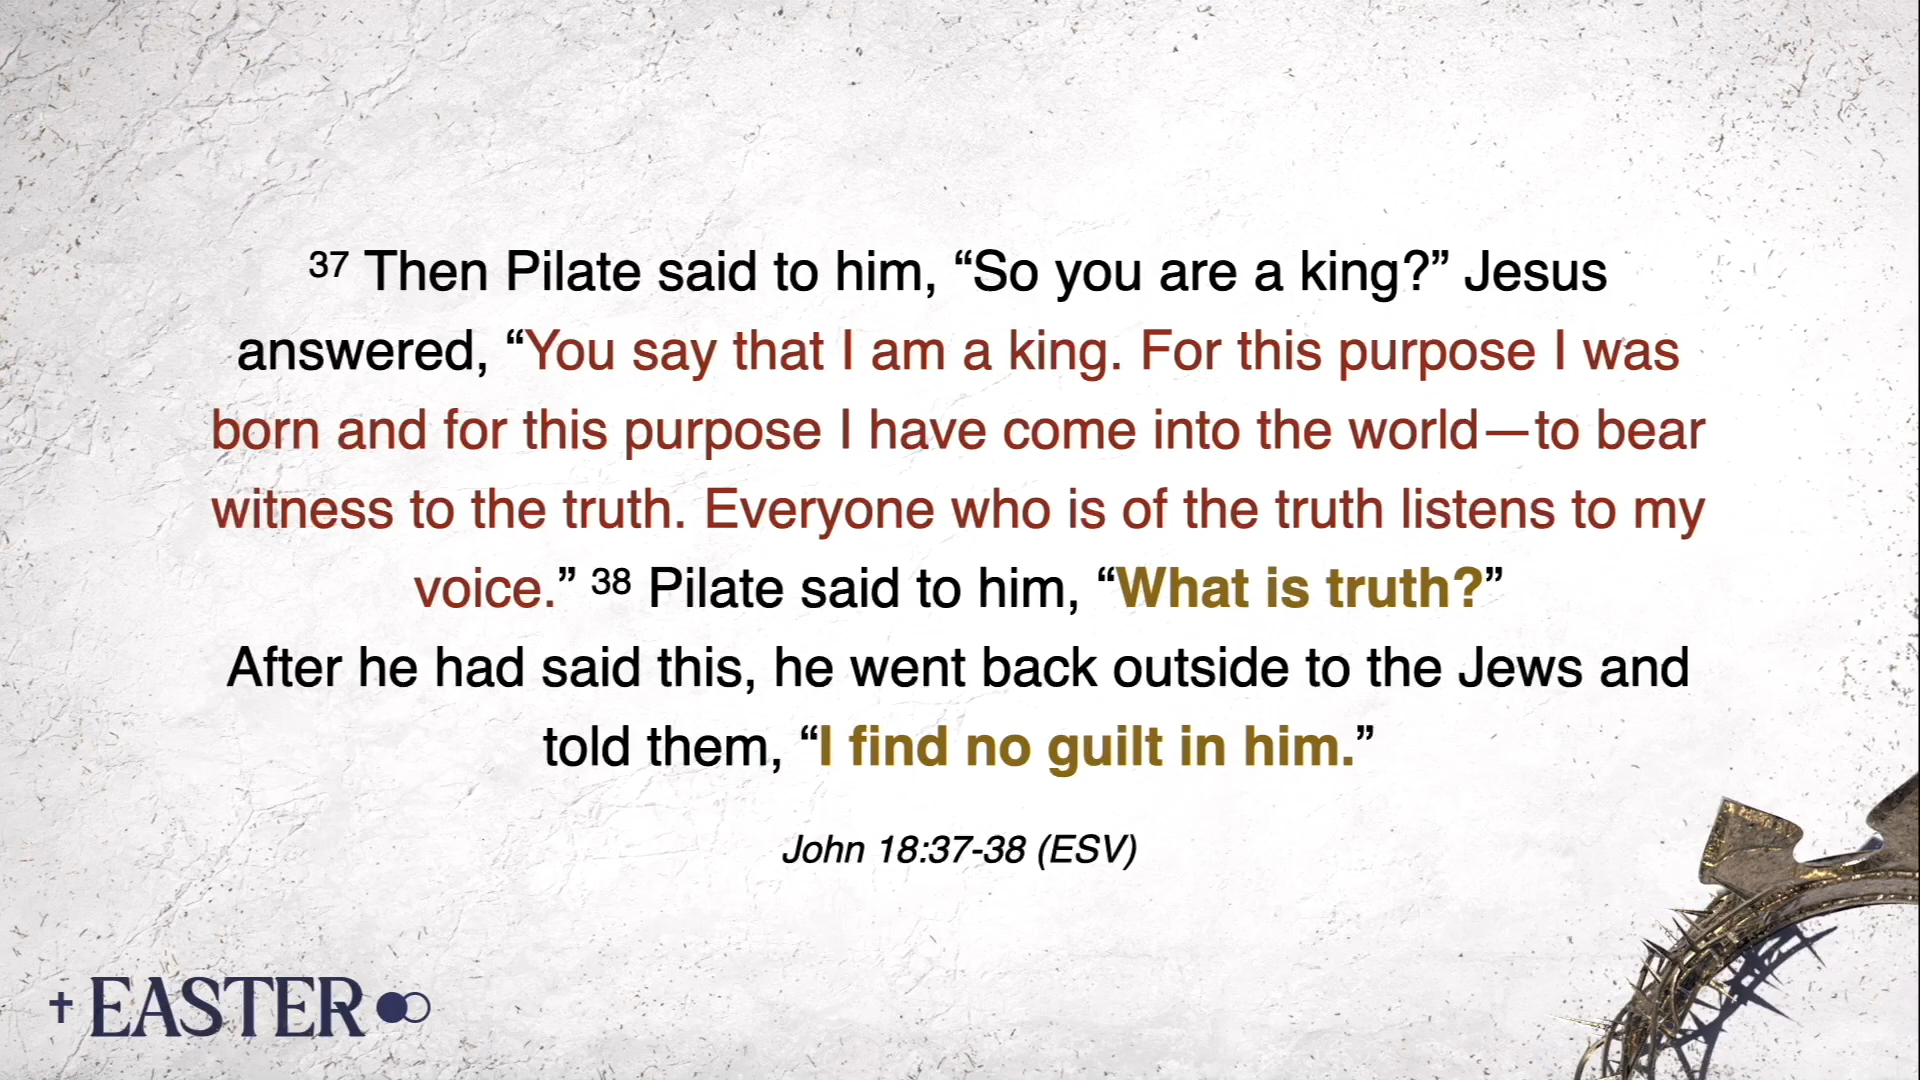 37 Then Pilate said to him, “So you are a king?” Jesus
answered, “You say that I am a king. For this purpose I was
born and for this purpose I have come into the world—to bear
witness to the truth. Everyone who is of the truth listens to my
voice.” 38 Pilate said to him, “What is truth?”
After he had said this, he went back outside to the Jews and
told them, “I find no guilt in him.”
John 18:37-38 (ESV)
EASTER